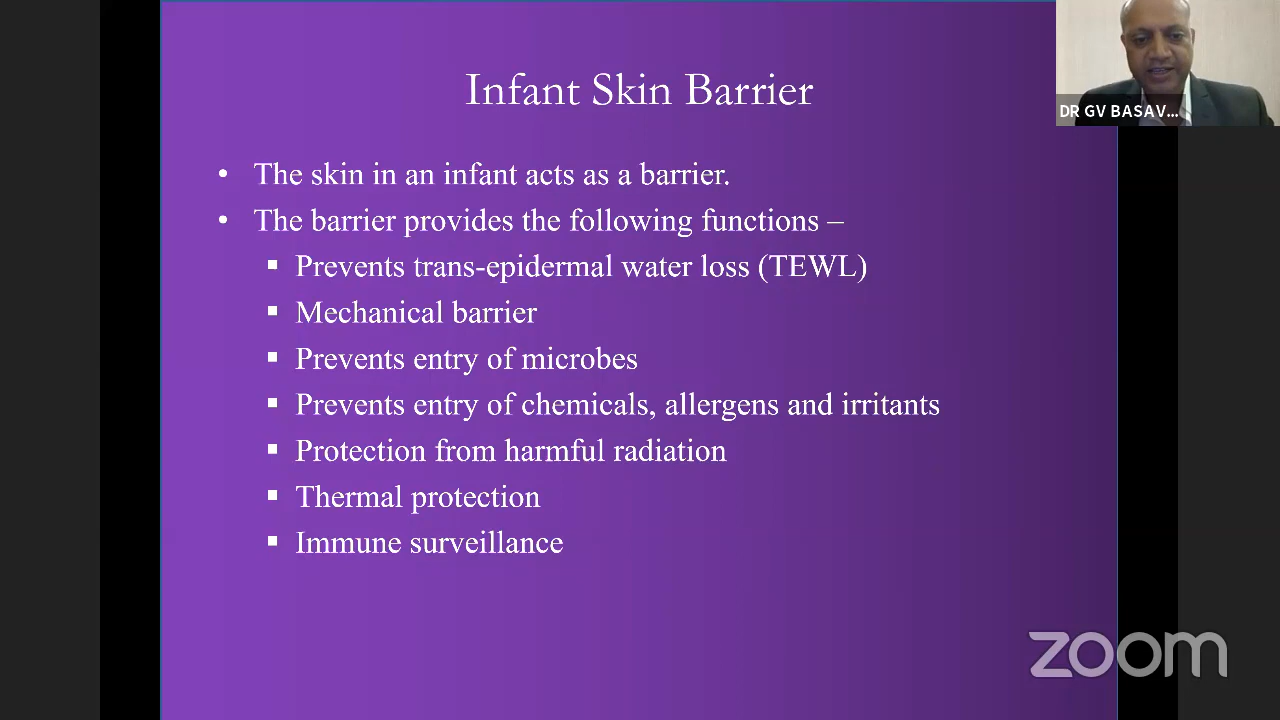 Infant Skin Barrier
DR GV BASAV...
• The skin in an infant acts as a barrier.
• The barrier provides the following functions –
▪ Prevents trans-epidermal water loss (TEWL)
▪ Mechanical barrier
▪ Prevents entry of microbes
▪ Prevents entry of chemicals, allergens and irritants
▪ Protection from harmful radiation
▪ Thermal protection
▪ Immune surveillance
zoom